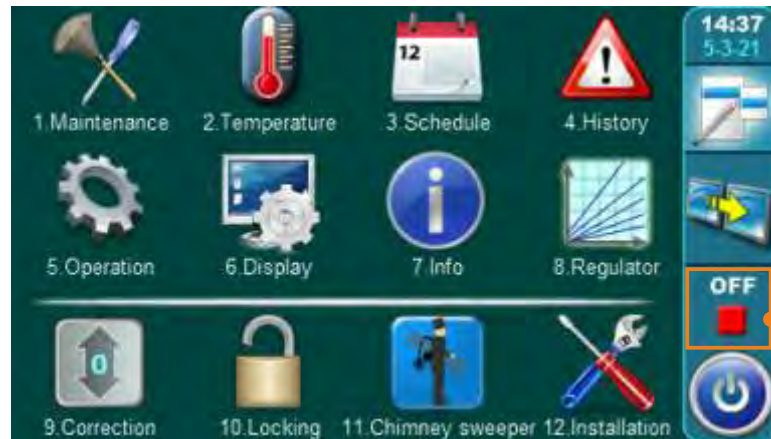 14:37
5-3-21
12
1.Maintenance
2.Temperature
3.Schedule
4.History
5.Operation
6.Display
7.Info
8.Regulator
OFF
0
9.Correction
10.Locking
11.Chimney sweeper
12.Installation